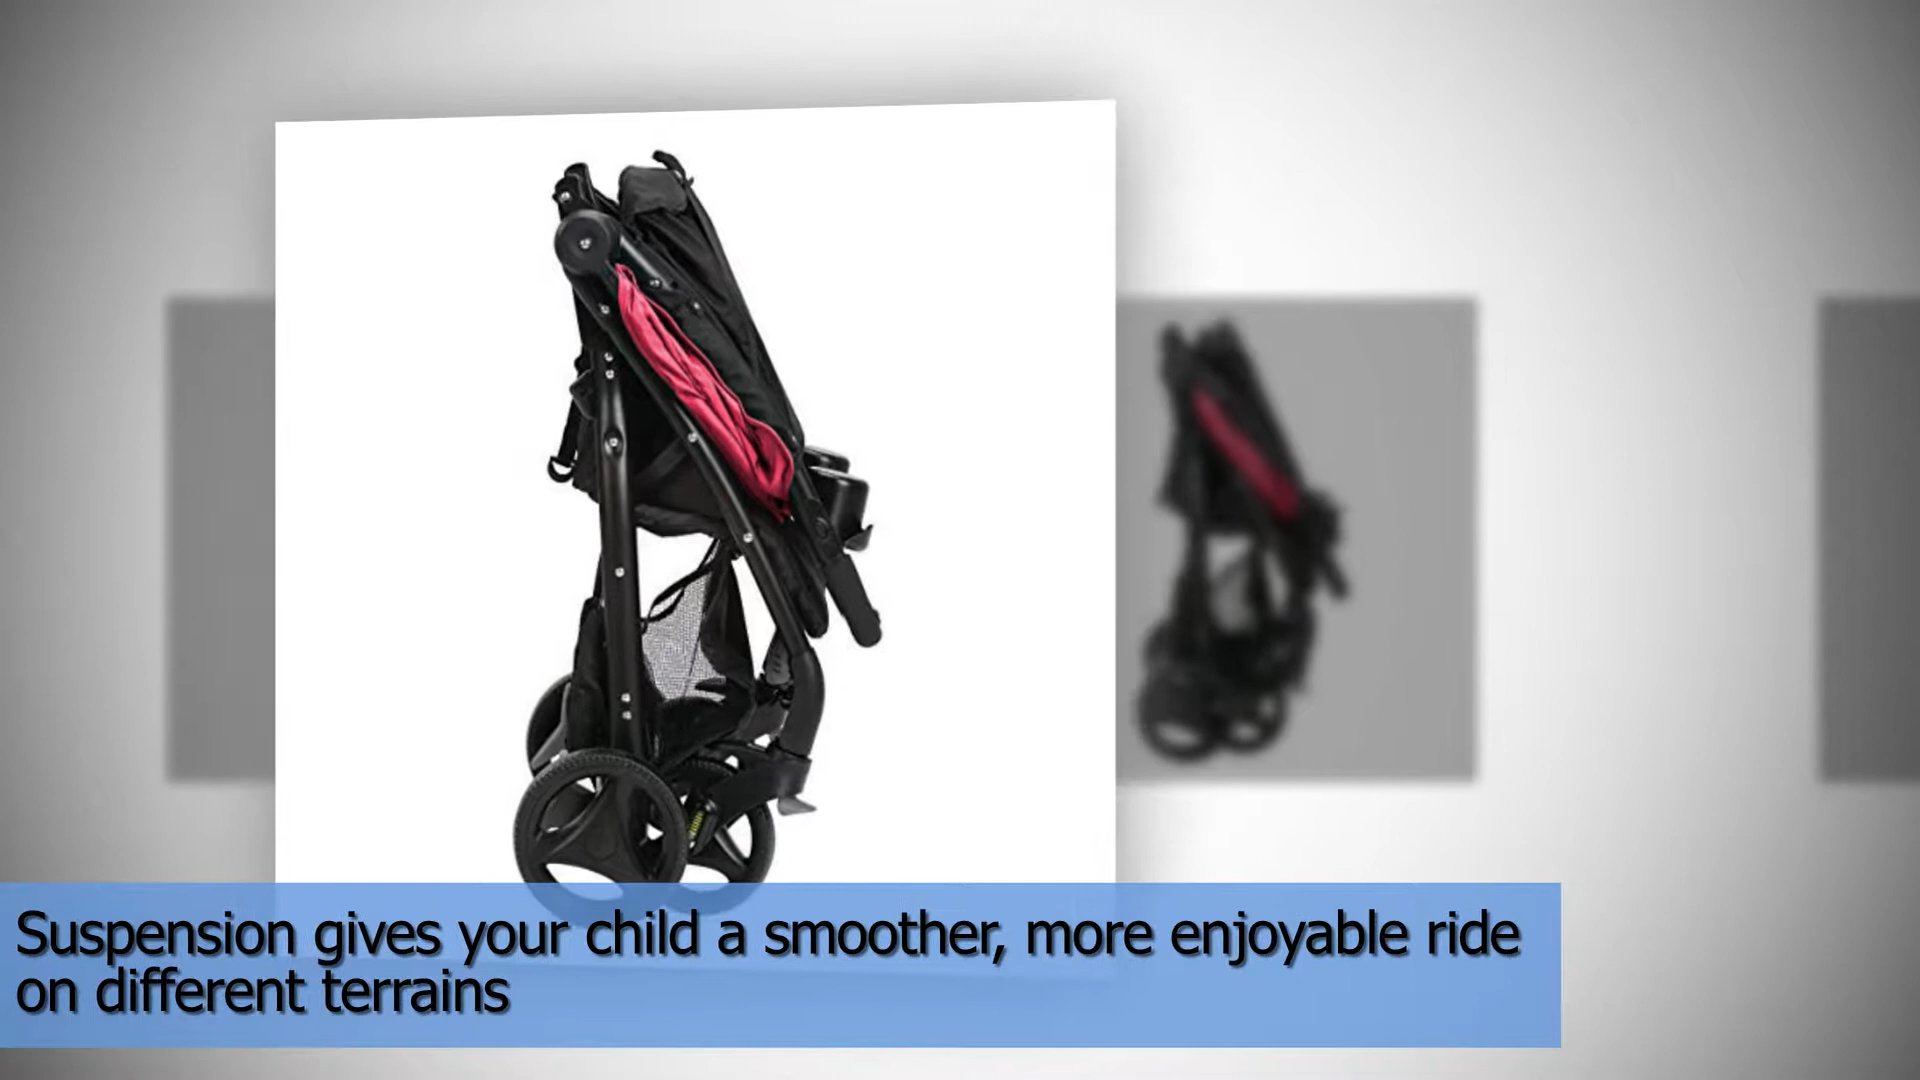 Suspension gives your child a smoother, more enjoyable ride
on different terrains